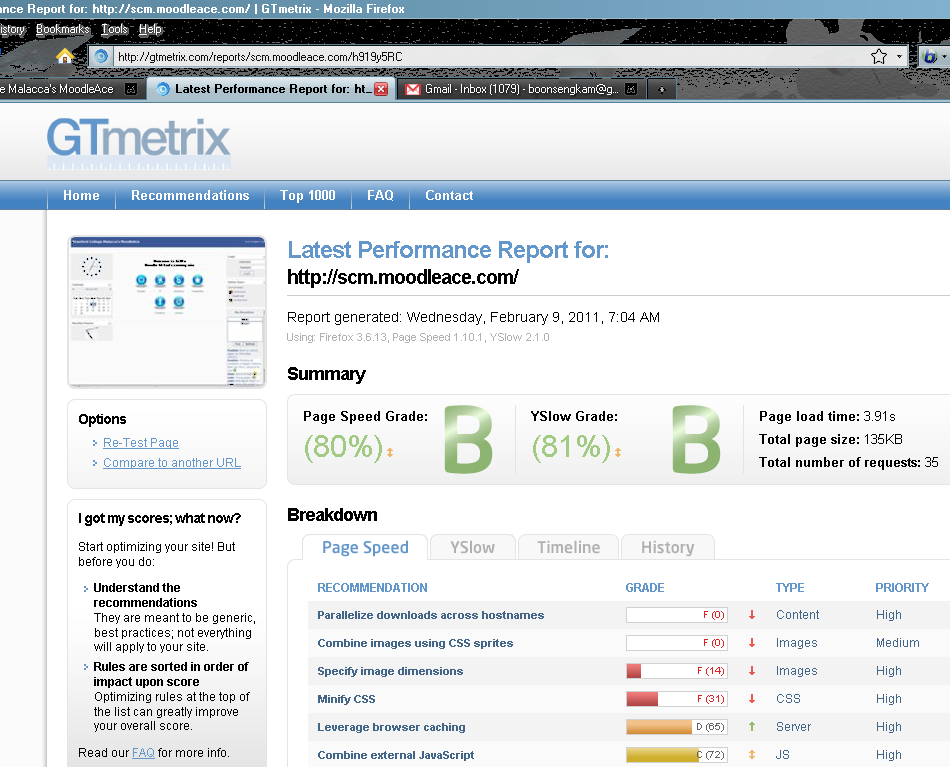 nce Report for: http://scm.moodleace.com/ | GTmetrix - Mozilla Firefox
istory Bookmarks Tools Help
http://gtmetrix.com/reports/scm.moodleace.com/h919y5RC
e Malacca's MoodleAce
Latest Performance Report for: ht...
Gmail - Inbox (1079) - boonsengkam@g...
GTmetrix
Home Recommendations Top 1000 FAQ Contact
Latest Performance Report for:
http://scm.moodleace.com/
Report generated: Wednesday, February 9, 2011, 7:04 AM
Using: Firefox 3.6.13, Page Speed 1.10.1, YSlow 2.1.0
Summary
Page Speed Grade:
(80%)
B
YSlow Grade:
(81%)
B
Page load time: 3.91s
Total page size: 135KB
Total number of requests: 35
Options
Re-Test Page
Compare to another URL
I got my scores; what now?
Start optimizing your site! But
before you do:
Understand the
recommendations
They are meant to be generic,
best practices; not everything
will apply to your site.
Rules are sorted in order of
impact upon score
Optimizing rules at the top of
the list can greatly improve
your overall score.
Read our FAQ for more info.
Breakdown
Page Speed YSlow Timeline History
RECOMMENDATION GRADE TYPE PRIORITY
Parallelize downloads across hostnames F (0) Content High
Combine images using CSS sprites F (0) Images Medium
Specify image dimensions F (14) Images High
Minify CSS F (31) CSS High
Leverage browser caching D (65) Server High
Combine external JavaScript C (72) JS High